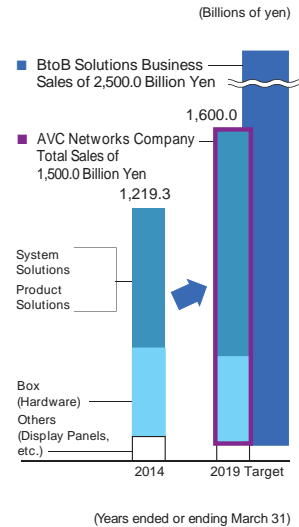 (Billions of yen)
■ BtoB Solutions Business
Sales of 2,500.0 Billion Yen
1,600.0
■ AVC Networks Company
Total Sales of
1,500.0 Billion Yen
1,219.3
System
Solutions
Product
Solutions
Box
(Hardware)
Others
(Display Panels,
etc.)
2014
2019 Target
(Years ended or ending March 31)